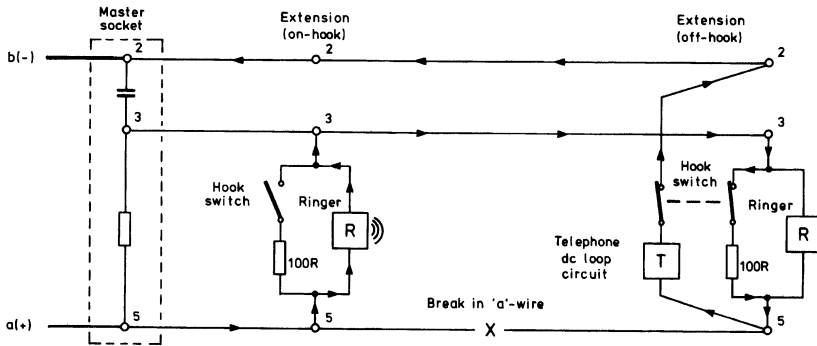 Master
socket
Extension
(on-hook)
Extension
(off-hook)
b(-)
2
2
2
3
3
3
Hook
switch
Ringer
R
100R
Hook
switch
Ringer
R
Telephone
dc loop
circuit
T
100R
Break in 'a'-wire
X
a(+)
5
5
5